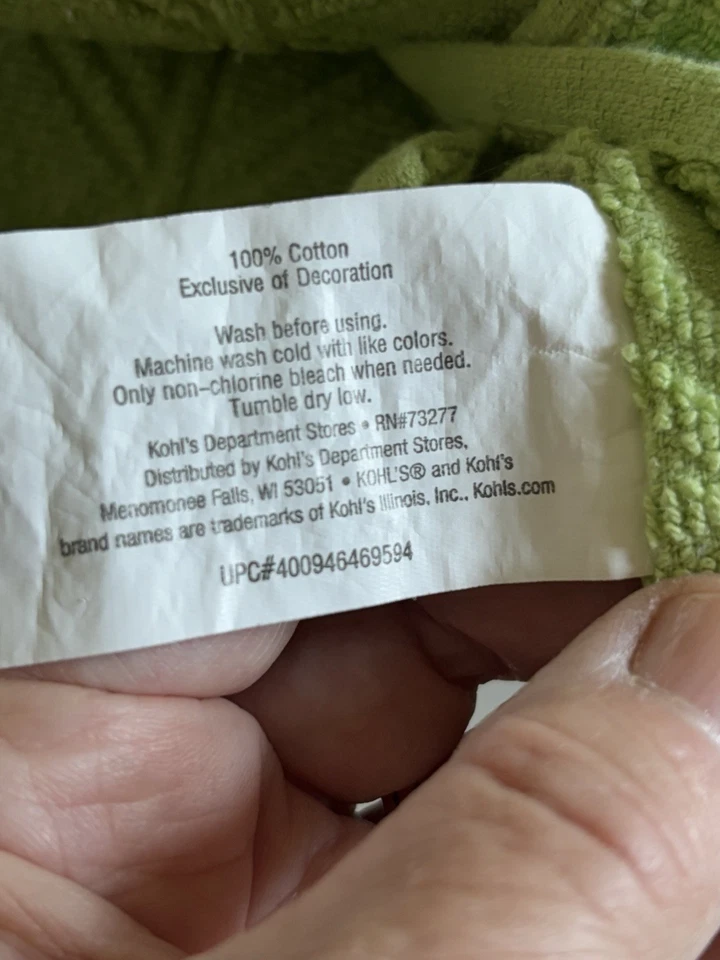 100% Cotton
Exclusive of Decoration
Wash before using.
Machine wash cold with like colors.
Only non-chlorine bleach when needed.
Tumble dry low.
Kohl's Department Stores • RN#73277
Distributed by Kohl's Department Stores,
Menomonee Falls, WI 53051 • KOHL'S® and Kohl's
brand names are trademarks of Kohl's Illinois, Inc., Kohls.com
UPC#400946469594